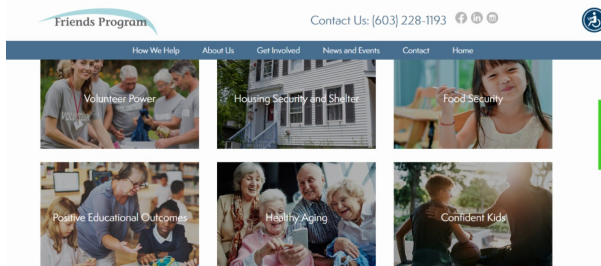 Friends Program
Contact Us: (603) 228-1193
How We Help About Us Get Involved News and Events Contact Home
Volunteer Power Housing Security and Shelter Food Security
VOLUNTEER
Positive Educational Outcomes Healthy Aging Confident Kids